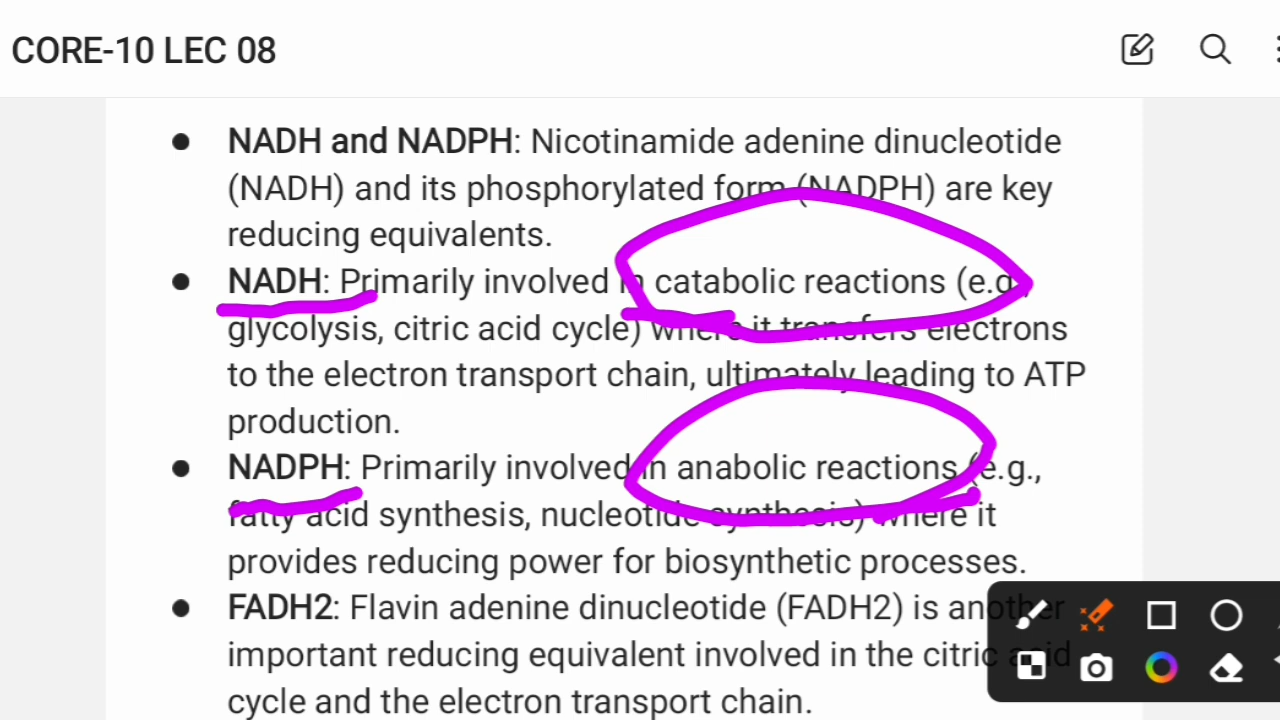 CORE-10 LEC 08
● NADH and NADPH: Nicotinamide adenine dinucleotide
(NADH) and its phosphorylated form (NADPH) are key
reducing equivalents.
● NADH: Primarily involved in catabolic reactions (e.g.,
glycolysis, citric acid cycle) where it transfers electrons
to the electron transport chain, ultimately leading to ATP
production.
● NADPH: Primarily involved in anabolic reactions (e.g.,
fatty acid synthesis, nucleotide synthesis) where it
provides reducing power for biosynthetic processes.
● FADH2: Flavin adenine dinucleotide (FADH2) is another
important reducing equivalent involved in the citric acid
cycle and the electron transport chain.